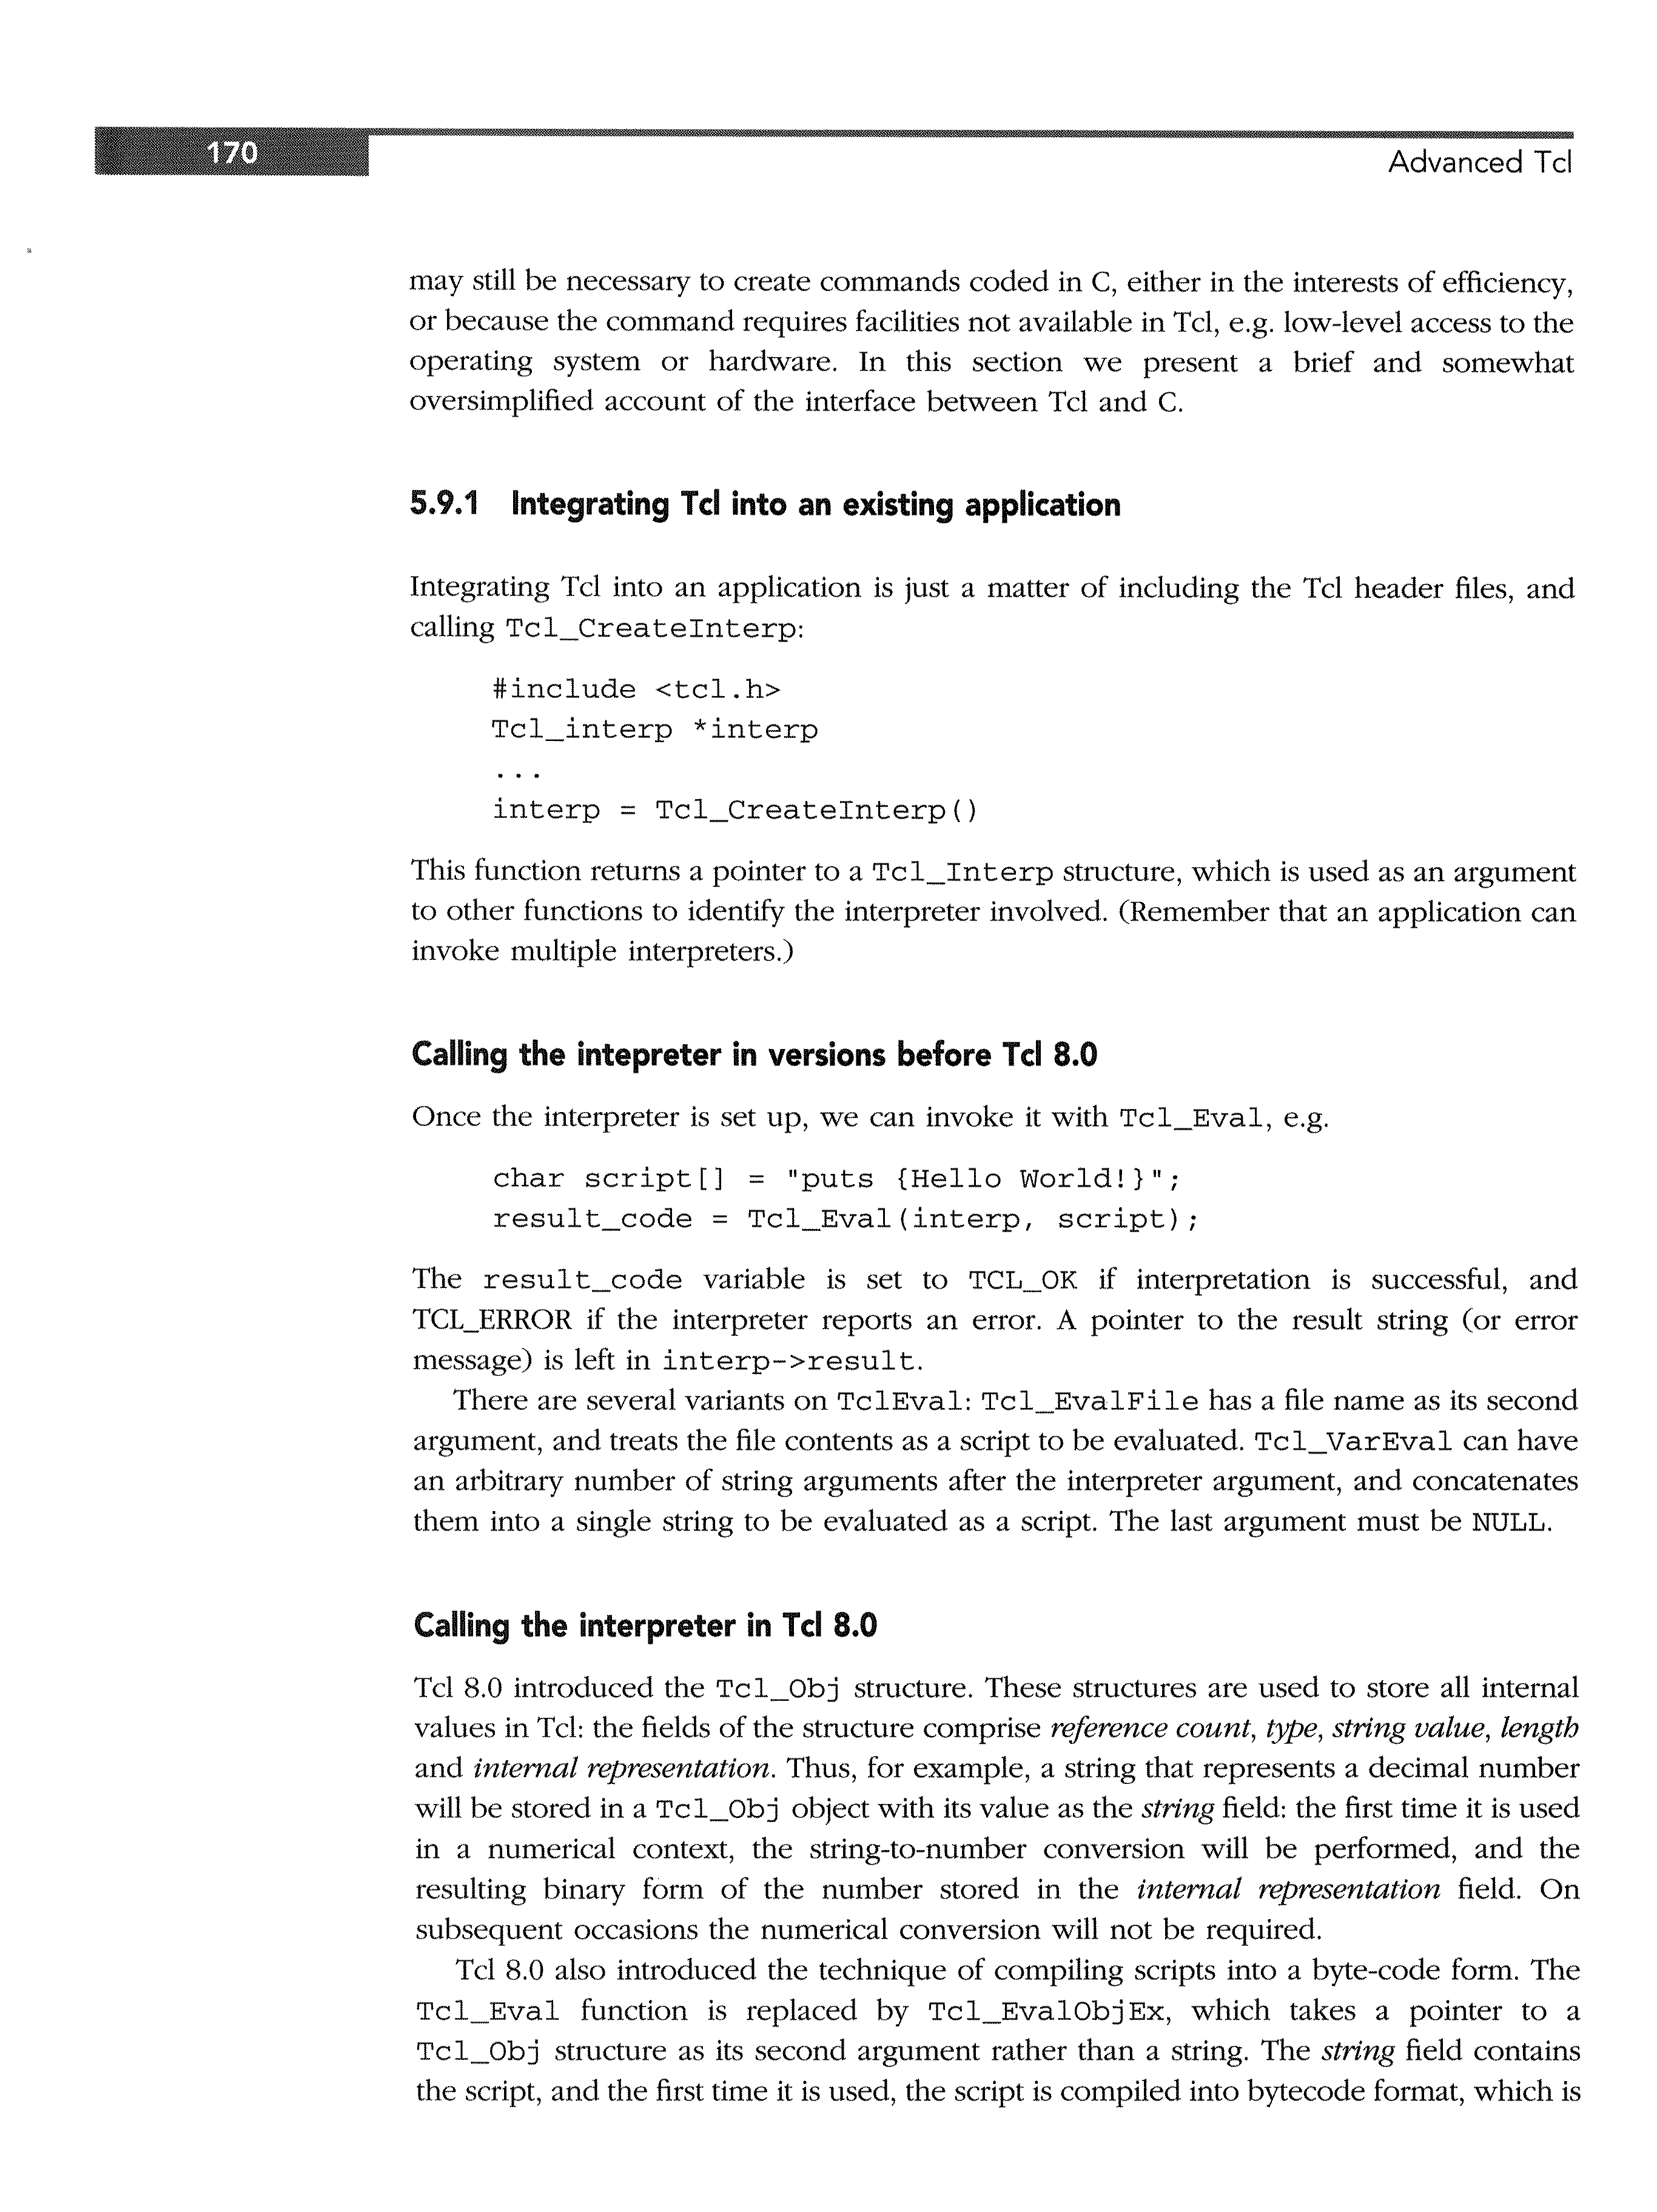 170
Advanced Tcl
may still be necessary to create commands coded in C, either in the interests of efficiency,
or because the command requires facilities not available in Tcl, e.g. low-level access to the
operating system or hardware. In this section we present a brief and somewhat
oversimplified account of the interface between Tcl and C.
5.9.1 Integrating Tcl into an existing application
Integrating Tcl into an application is just a matter of including the Tcl header files, and
calling Tcl_CreateInterp:
#include <tcl.h>
Tcl_interp *interp
...
interp = Tcl_CreateInterp()
This function returns a pointer to a Tcl_Interp structure, which is used as an argument
to other functions to identify the interpreter involved. (Remember that an application can
invoke multiple interpreters.)
Calling the intepreter in versions before Tcl 8.0
Once the interpreter is set up, we can invoke it with Tcl_Eval, e.g.
char script[] = "puts {Hello World!}";
result_code = Tcl_Eval(interp, script);
The result_code variable is set to TCL_OK if interpretation is successful, and
TCL_ERROR if the interpreter reports an error. A pointer to the result string (or error
message) is left in interp->result.
There are several variants on TclEval: Tcl_EvalFile has a file name as its second
argument, and treats the file contents as a script to be evaluated. Tcl_VarEval can have
an arbitrary number of string arguments after the interpreter argument, and concatenates
them into a single string to be evaluated as a script. The last argument must be NULL.
Calling the interpreter in Tcl 8.0
Tcl 8.0 introduced the Tcl_Obj structure. These structures are used to store all internal
values in Tcl: the fields of the structure comprise reference count, type, string value, length
and internal representation. Thus, for example, a string that represents a decimal number
will be stored in a Tcl_Obj object with its value as the string field: the first time it is used
in a numerical context, the string-to-number conversion will be performed, and the
resulting binary form of the number stored in the internal representation field. On
subsequent occasions the numerical conversion will not be required.
Tcl 8.0 also introduced the technique of compiling scripts into a byte-code form. The
Tcl_Eval function is replaced by Tcl_EvalObjEx, which takes a pointer to a
Tcl_Obj structure as its second argument rather than a string. The string field contains
the script, and the first time it is used, the script is compiled into bytecode format, which is